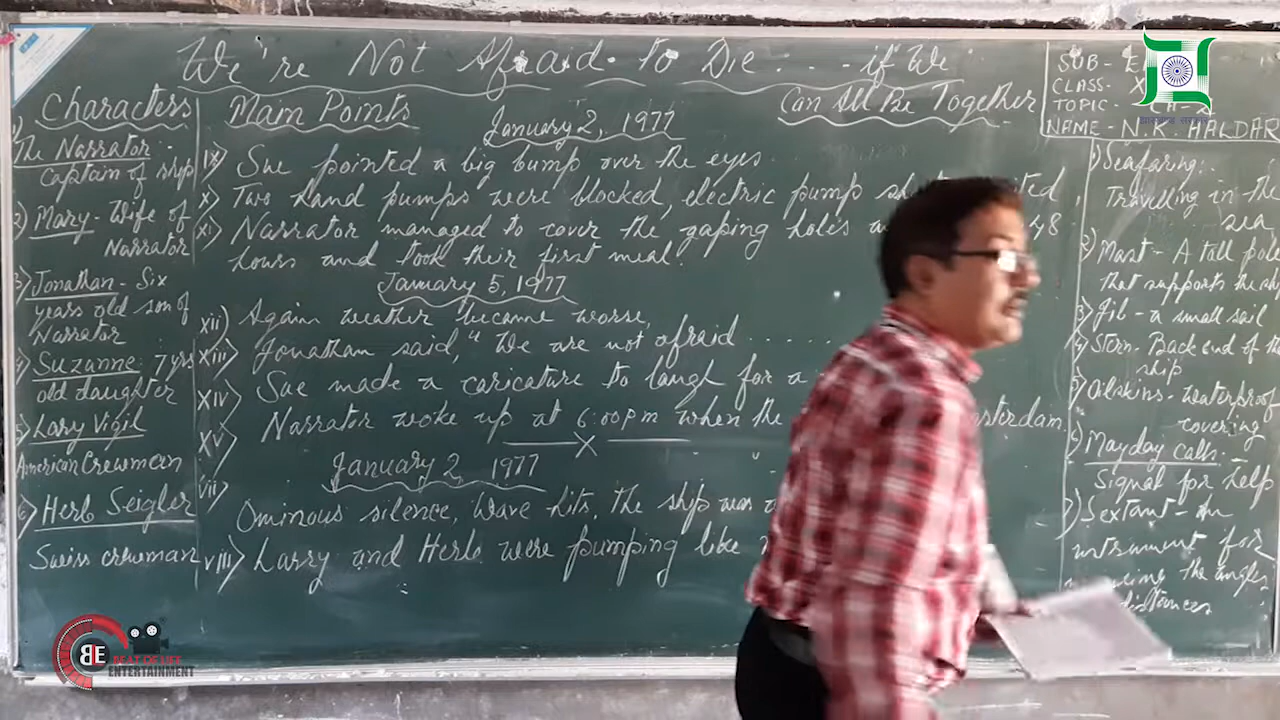 We're Not Afraid to Die... if We
Can All Be Together
SUB-
CLASS- X
TOPIC-
NAME- N.K. HALDAR
Characters
1)
The Narrator-
Captain of ship
2) Mary- Wife of
Narrator
3) Jonathan- Six
years old son of
Narrator
4) Suzanne: 7 yrs
old daughter
5) Lary Vigil
American Crewman
6) Herb Seigler
Swiss crewman
Main Points
January 2, 1977
ix) Sue pointed a big bump over the eyes....
x) Two hand pumps were blocked, electric pump
xi) Narrator managed to cover the gaping holes 48
hours and took their first meal.
January 5, 1977
xii) Again weather became worse,
xiii) Jonathan said, "We are not afraid......
xiv) Sue made a caricature to laugh for a
xv) Narrator woke up at 6:00pm when the
X
January 2, 1977
vii) Ominous silence, wave hits, the ship was
viii) Larry and Herb were pumping like
1) Seafaring:-
Travelling in the
sea
2) Mast- A tall pole
that supports the
3) Jib- a small sail
4) Stern- Back end of the
ship
5) Oilskins- waterproof
covering
6) Mayday calls-
Signal for help
7) Sextant- An
instrument for
the angles
distances
BE
BEAT OF LIFE
ENTERTAINMENT